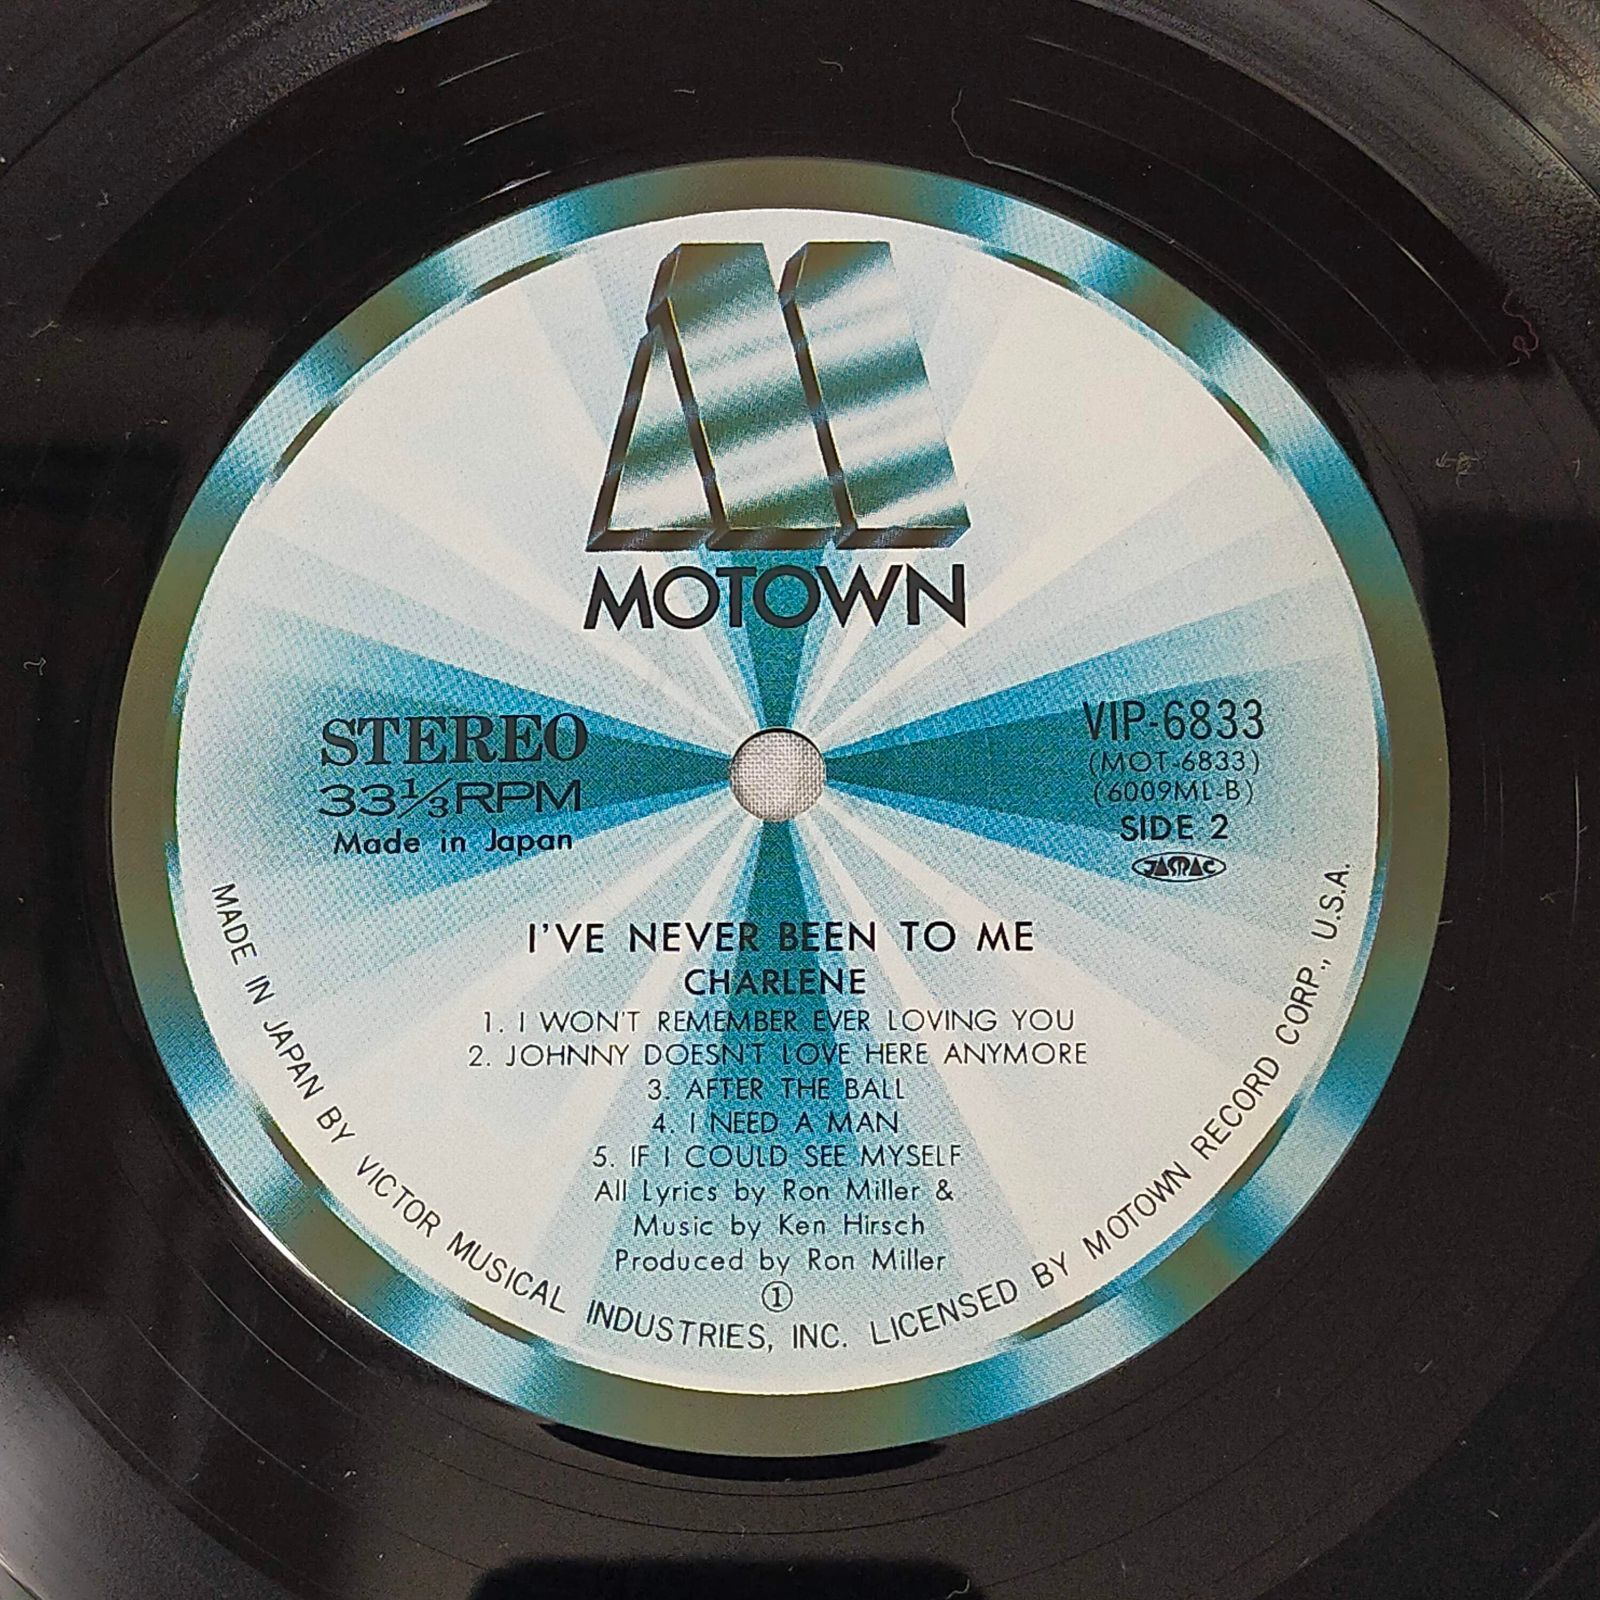 MOTOWN
STEREO
33⅓RPM
Made in Japan
VIP-6833
(MOT-6833)
(6009ML-B)
SIDE 2
JASRAC
I'VE NEVER BEEN TO ME
CHARLENE
1. I WON'T REMEMBER EVER LOVING YOU
2. JOHNNY DOESN'T LOVE HERE ANYMORE
3. AFTER THE BALL
4. I NEED A MAN
5. IF I COULD SEE MYSELF
All Lyrics by Ron Miller &
Music by Ken Hirsch
Produced by Ron Miller
①
MADE IN JAPAN BY VICTOR MUSICAL INDUSTRIES, INC. LICENSED BY MOTOWN RECORD CORP., U.S.A.